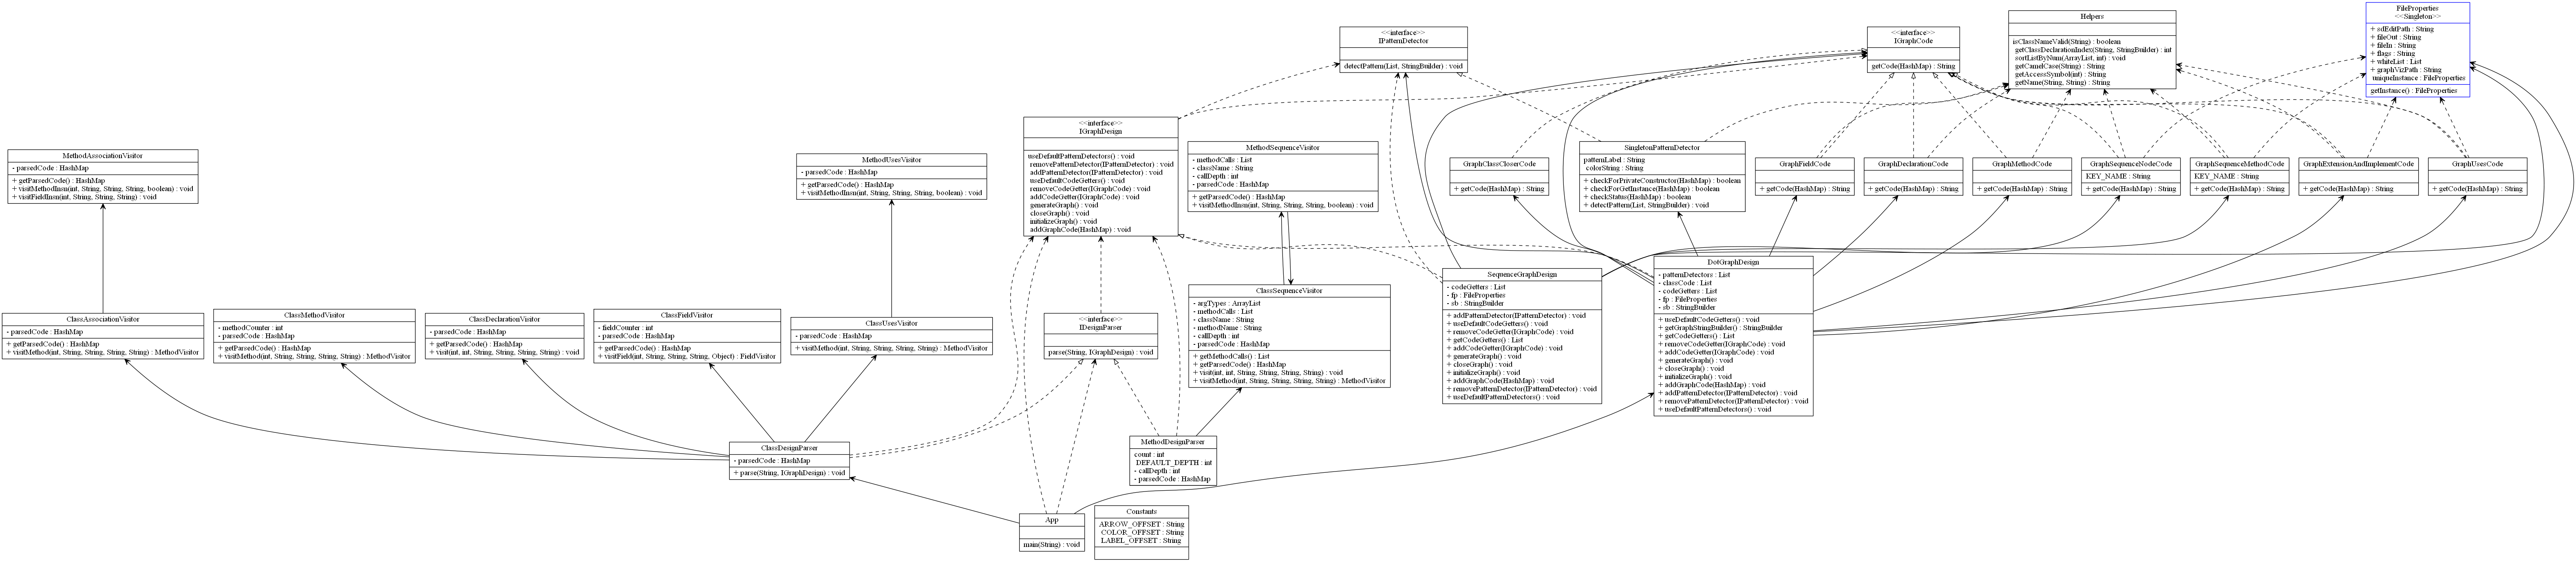 FileProperties
<<Singleton>>
+ sdEditPath : String
+ fileOut : String
+ fileIn : String
+ flags : String
+ whiteList : List
+ graphVizPath : String
uniqueInstance : FileProperties
getInstance() : FileProperties
Helpers
isClassNameValid(String) : boolean
getClassDeclarationIndex(String, StringBuilder) : int
sortListByNum(ArrayList, int) : void
getCamelCase(String) : String
getAccessSymbol(int) : String
getName(String, String) : String
<<interface>>
IPatternDetector
detectPattern(List, StringBuilder) : void
<<interface>>
IGraphCode
getCode(HashMap) : String
<<interface>>
IGraphDesign
useDefaultPatternDetectors() : void
removePatternDetector(IPatternDetector) : void
addPatternDetector(IPatternDetector) : void
useDefaultCodeGetters() : void
removeCodeGetter(IGraphCode) : void
addCodeGetter(IGraphCode) : void
generateGraph() : void
closeGraph() : void
initializeGraph() : void
addGraphCode(HashMap) : void
MethodAssociationVisitor
- parsedCode : HashMap
+ getParsedCode() : HashMap
+ visitMethodInsn(int, String, String, String, boolean) : void
+ visitFieldInsn(int, String, String, String) : void
MethodUsesVisitor
- parsedCode : HashMap
+ getParsedCode() : HashMap
+ visitMethodInsn(int, String, String, String, boolean) : void
MethodSequenceVisitor
- methodCalls : List
- className : String
- callDepth : int
- parsedCode : HashMap
+ getParsedCode() : HashMap
+ visitMethodInsn(int, String, String, String, boolean) : void
GraphClassCloserCode
+ getCode(HashMap) : String
SingletonPatternDetector
patternLabel : String
colorString : String
+ checkForPrivateConstructor(HashMap) : boolean
+ checkForGetInstance(HashMap) : boolean
+ checkStatus(HashMap) : boolean
+ detectPattern(List, StringBuilder) : void
GraphFieldCode
+ getCode(HashMap) : String
GraphDeclarationCode
+ getCode(HashMap) : String
GraphMethodCode
+ getCode(HashMap) : String
GraphSequenceNodeCode
KEY_NAME : String
+ getCode(HashMap) : String
GraphSequenceMethodCode
KEY_NAME : String
+ getCode(HashMap) : String
GraphExtensionAndImplementCode
+ getCode(HashMap) : String
GraphUsesCode
+ getCode(HashMap) : String
ClassAssociationVisitor
- parsedCode : HashMap
+ getParsedCode() : HashMap
+ visitMethod(int, String, String, String, String) : MethodVisitor
ClassMethodVisitor
- methodCounter : int
- parsedCode : HashMap
+ getParsedCode() : HashMap
+ visitMethod(int, String, String, String, String) : MethodVisitor
ClassDeclarationVisitor
- parsedCode : HashMap
+ getParsedCode() : HashMap
+ visit(int, int, String, String, String, String) : void
ClassFieldVisitor
- fieldCounter : int
- parsedCode : HashMap
+ getParsedCode() : HashMap
+ visitField(int, String, String, String, Object) : FieldVisitor
ClassUsesVisitor
- parsedCode : HashMap
+ visitMethod(int, String, String, String, String) : MethodVisitor
<<interface>>
IDesignParser
parse(String, IGraphDesign) : void
ClassSequenceVisitor
- argTypes : ArrayList
- methodCalls : List
- className : String
- methodName : String
- callDepth : int
- parsedCode : HashMap
+ getMethodCalls() : List
+ getParsedCode() : HashMap
+ visit(int, int, String, String, String, String) : void
+ visitMethod(int, String, String, String, String) : MethodVisitor
SequenceGraphDesign
- codeGetters : List
- fp : FileProperties
- sb : StringBuilder
+ addPatternDetector(IPatternDetector) : void
+ useDefaultCodeGetters() : void
+ removeCodeGetter(IGraphCode) : void
+ getCodeGetters() : List
+ addCodeGetter(IGraphCode) : void
+ generateGraph() : void
+ closeGraph() : void
+ initializeGraph() : void
+ addGraphCode(HashMap) : void
+ removePatternDetector(IPatternDetector) : void
+ useDefaultPatternDetectors() : void
DotGraphDesign
- patternDetectors : List
- classCode : List
- codeGetters : List
- fp : FileProperties
- sb : StringBuilder
+ useDefaultCodeGetters() : void
+ getGraphStringBuilder() : StringBuilder
+ getCodeGetters() : List
+ removeCodeGetter(IGraphCode) : void
+ addCodeGetter(IGraphCode) : void
+ generateGraph() : void
+ closeGraph() : void
+ initializeGraph() : void
+ addGraphCode(HashMap) : void
+ addPatternDetector(IPatternDetector) : void
+ removePatternDetector(IPatternDetector) : void
+ useDefaultPatternDetectors() : void
ClassDesignParser
- parsedCode : HashMap
+ parse(String, IGraphDesign) : void
MethodDesignParser
count : int
DEFAULT_DEPTH : int
- callDepth : int
- parsedCode : HashMap
App
main(String) : void
Constants
ARROW_OFFSET : String
COLOR_OFFSET : String
LABEL_OFFSET : String